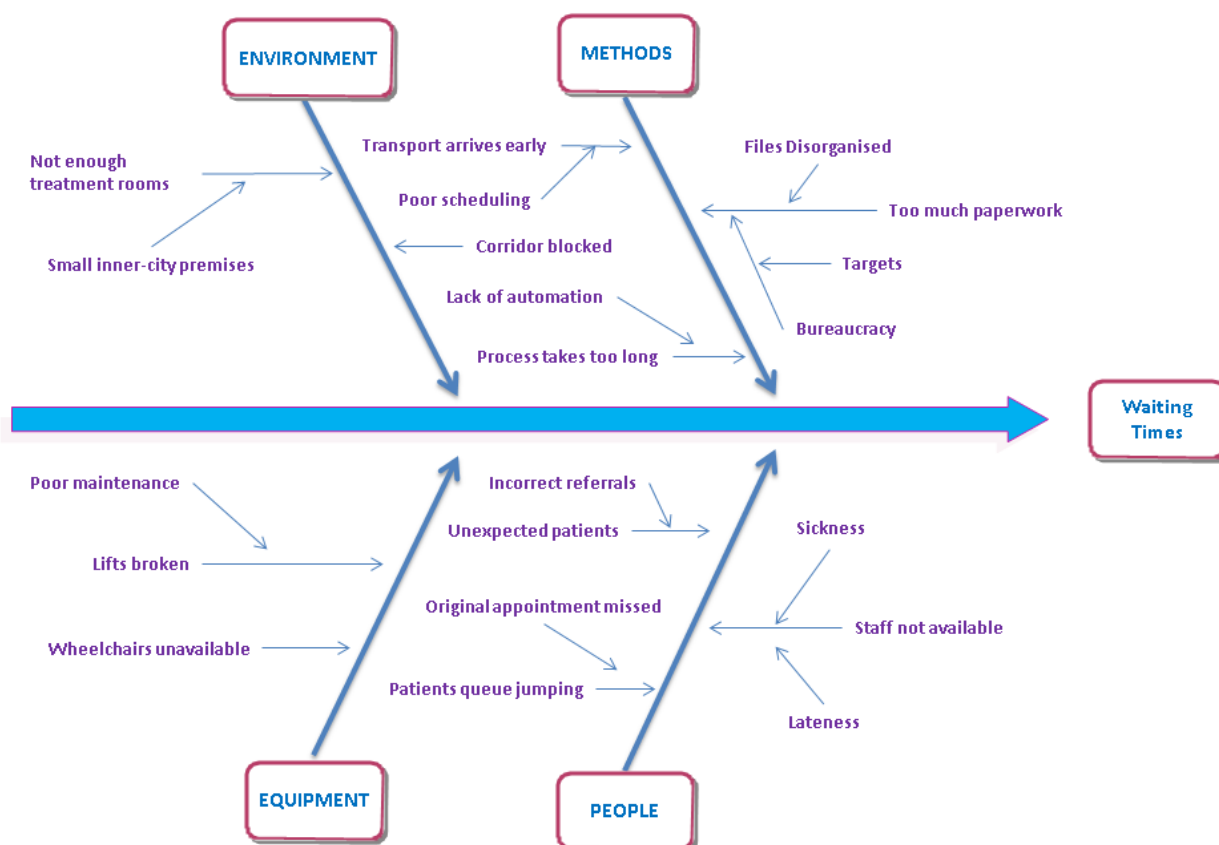 ENVIRONMENT
METHODS
Transport arrives early
Files Disorganised
Not enough
treatment rooms
Poor scheduling
Too much paperwork
Small inner-city premises
Corridor blocked
Targets
Lack of automation
Bureaucracy
Process takes too long
Waiting
Times
Poor maintenance
Incorrect referrals
Unexpected patients
Sickness
Lifts broken
Original appointment missed
Staff not available
Wheelchairs unavailable
Patients queue jumping
Lateness
EQUIPMENT
PEOPLE